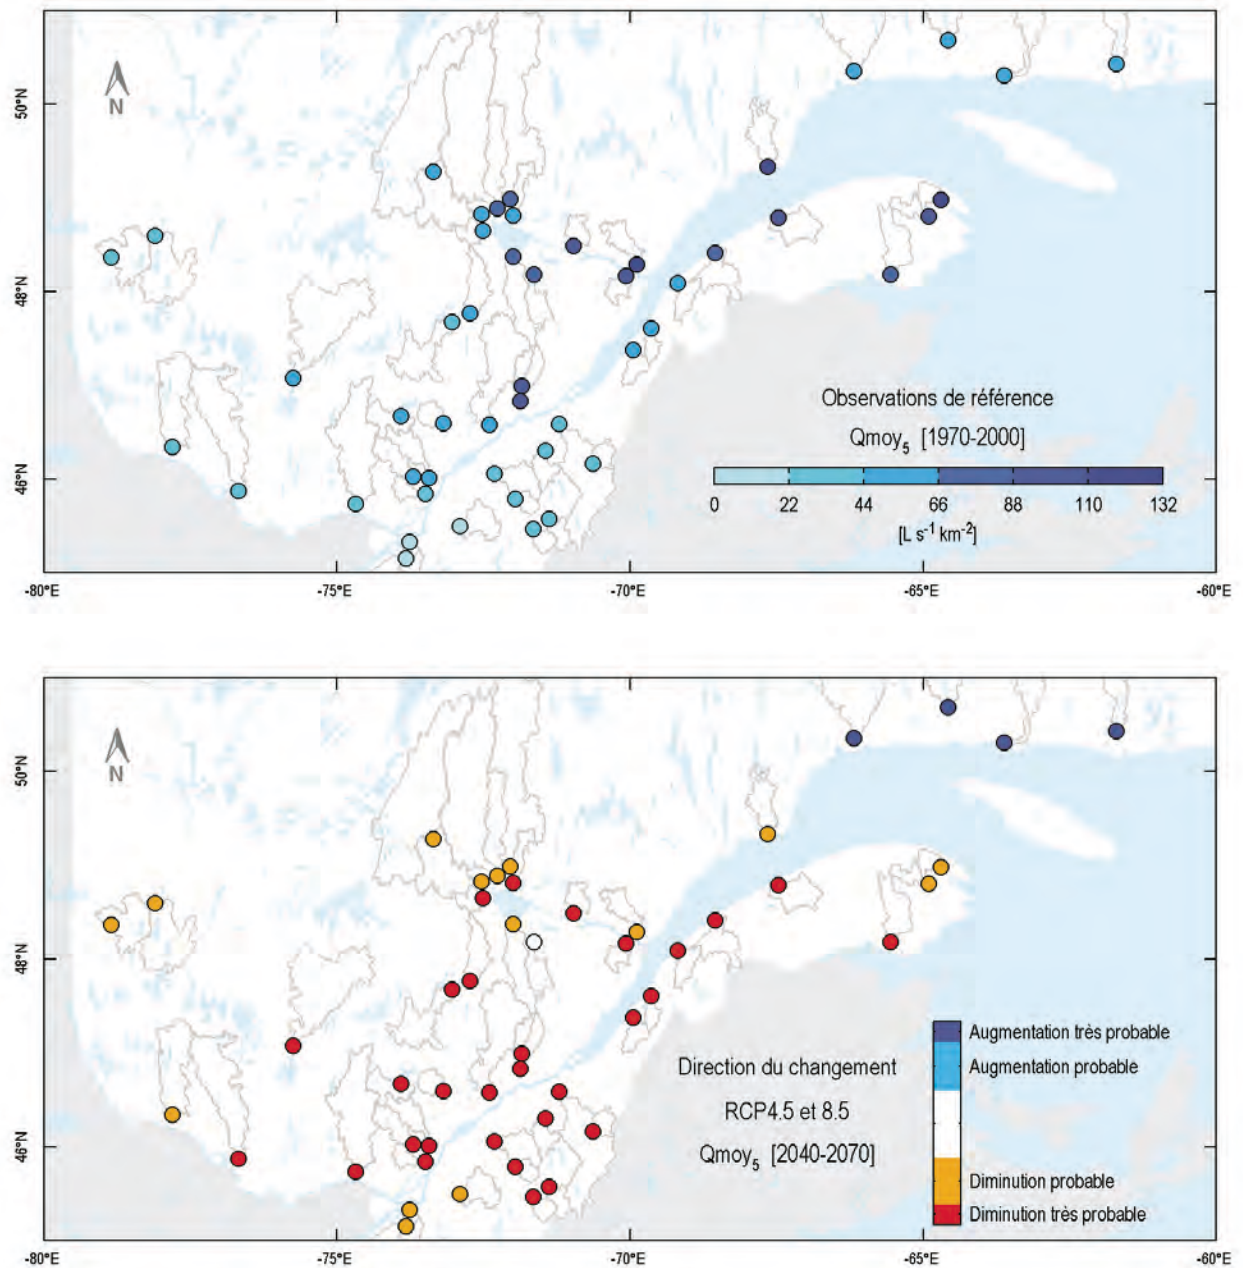 50°N
48°N
46°N
N
Observations de référence
Qmoy₅ [1970-2000]
0 22 44 66 88 110 132
[L s⁻¹ km⁻²]
-80°E -75°E -70°E -65°E -60°E
50°N
48°N
46°N
N
Direction du changement
RCP4.5 et 8.5
Qmoy₅ [2040-2070]
Augmentation très probable
Augmentation probable
Diminution probable
Diminution très probable
-80°E -75°E -70°E -65°E -60°E